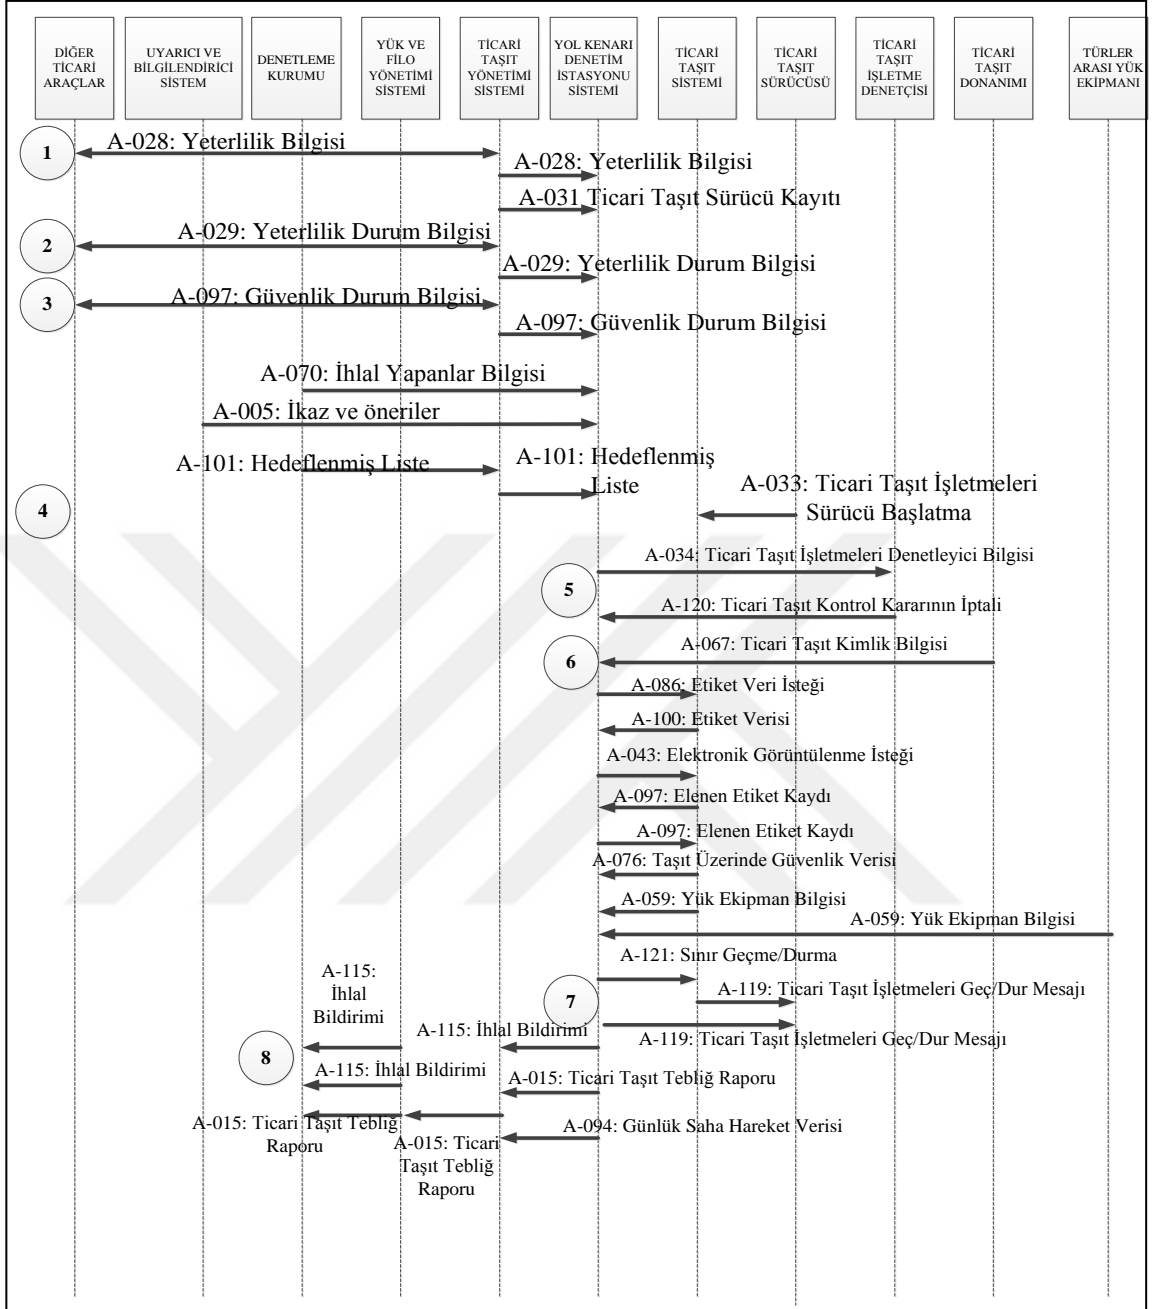 DİĞER
TİCARİ
ARAÇLAR
UYARICI VE
BİLGİLENDİRİCİ
SİSTEM
DENETLEME
KURUMU
YÜK VE
FİLO
YÖNETİMİ
SİSTEMİ
TİCARİ
TAŞIT
YÖNETİMİ
SİSTEMİ
YOL KENARI
DENETİM
İSTASYONU
SİSTEMİ
TİCARİ
TAŞIT
SİSTEMİ
TİCARİ
TAŞIT
SÜRÜCÜSÜ
TİCARİ
TAŞIT
İŞLETME
DENETÇİSİ
TİCARİ
TAŞIT
DONANIMI
TÜRLER
ARASI YÜK
EKİPMANI
1
A-028: Yeterlilik Bilgisi
A-028: Yeterlilik Bilgisi
A-031 Ticari Taşıt Sürücü Kayıtı
2
A-029: Yeterlilik Durum Bilgisi
A-029: Yeterlilik Durum Bilgisi
3
A-097: Güvenlik Durum Bilgisi
A-097: Güvenlik Durum Bilgisi
A-070: İhlal Yapanlar Bilgisi
A-005: İkaz ve öneriler
A-101: Hedeflenmiş Liste
A-101: Hedeflenmiş
Liste
4
A-033: Ticari Taşıt İşletmeleri
Sürücü Başlatma
A-034: Ticari Taşıt İşletmeleri Denetleyici Bilgisi
5
A-120: Ticari Taşıt Kontrol Kararının İptali
A-067: Ticari Taşıt Kimlik Bilgisi
6
A-086: Etiket Veri İsteği
A-100: Etiket Verisi
A-043: Elektronik Görüntülenme İsteği
A-097: Elenen Etiket Kaydı
A-097: Elenen Etiket Kaydı
A-076: Taşıt Üzerinde Güvenlik Verisi
A-059: Yük Ekipman Bilgisi
A-059: Yük Ekipman Bilgisi
A-121: Sınır Geçme/Durma
7
A-119: Ticari Taşıt İşletmeleri Geç/Dur Mesajı
A-119: Ticari Taşıt İşletmeleri Geç/Dur Mesajı
A-115:
İhlal
Bildirimi
A-115: İhlal Bildirimi
8
A-115: İhlal Bildirimi
A-015: Ticari Taşıt Tebliğ Raporu
A-015: Ticari Taşıt Tebliğ
Raporu
A-015: Ticari
Taşıt Tebliğ
Raporu
A-094: Günlük Saha Hareket Verisi